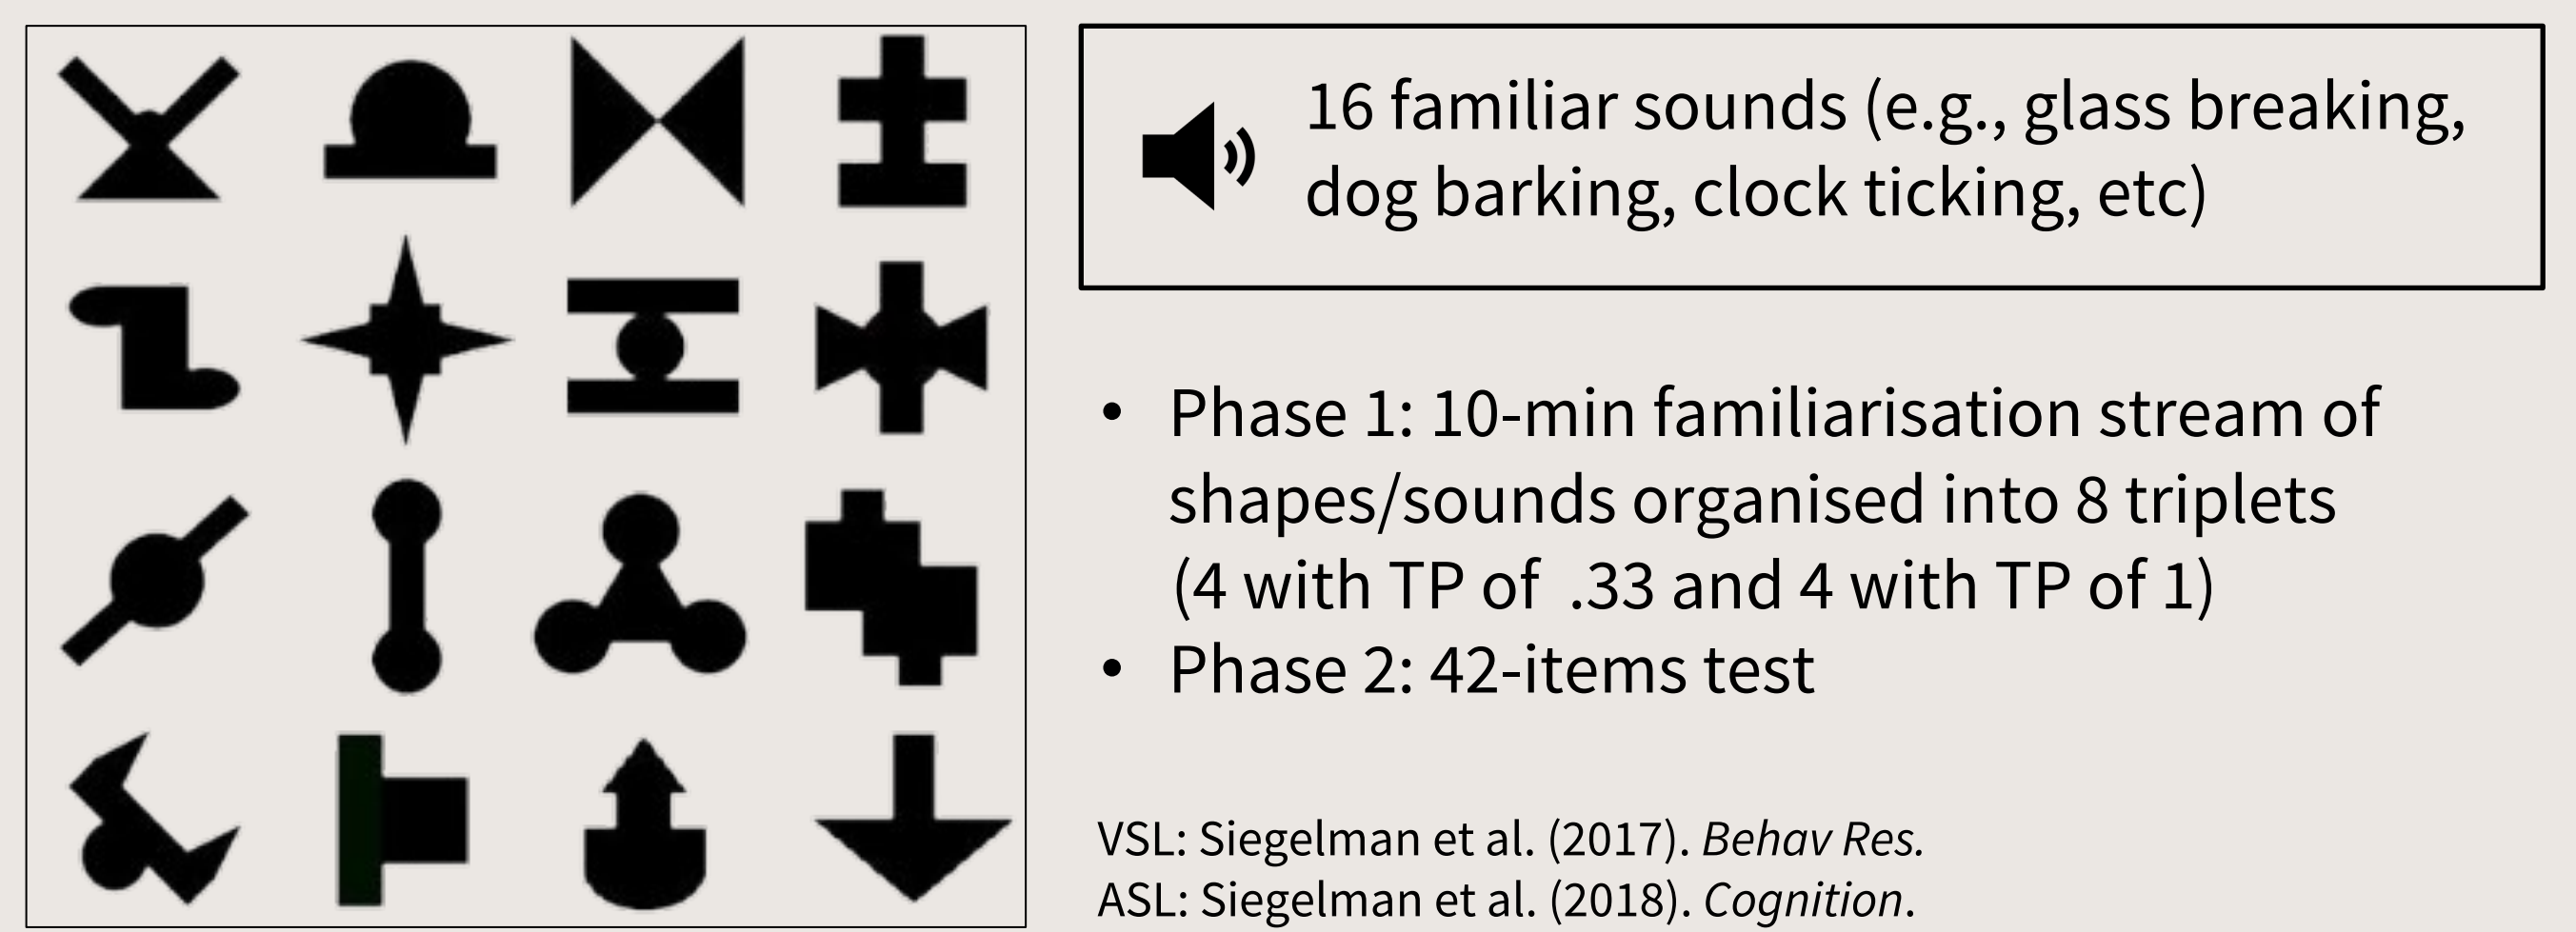 16 familiar sounds (e.g., glass breaking,
dog barking, clock ticking, etc)
• Phase 1: 10-min familiarisation stream of
shapes/sounds organised into 8 triplets
(4 with TP of .33 and 4 with TP of 1)
• Phase 2: 42-items test
VSL: Siegelman et al. (2017). Behav Res.
ASL: Siegelman et al. (2018). Cognition.